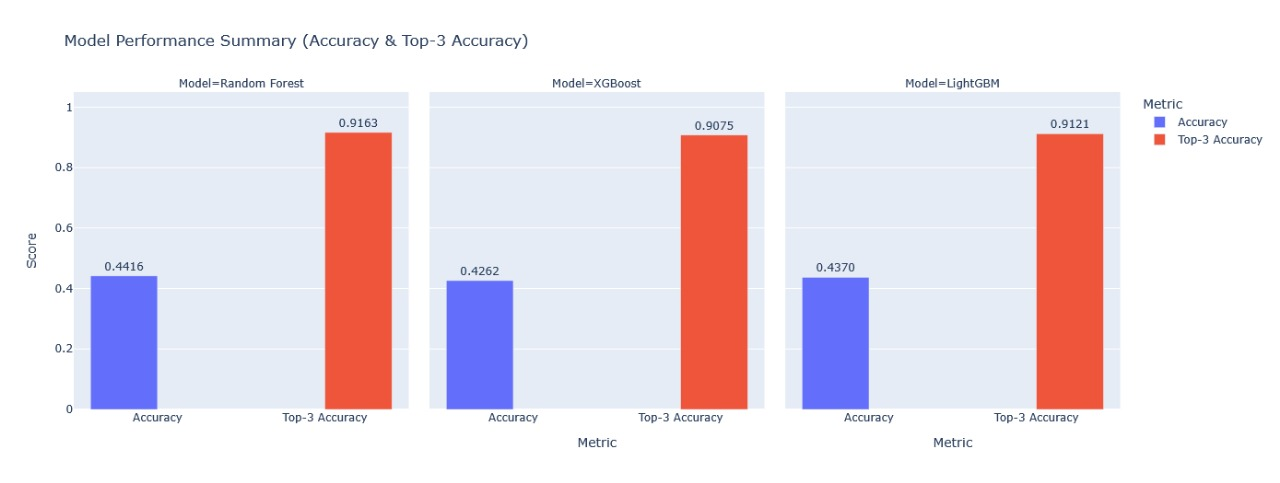 Model Performance Summary (Accuracy & Top-3 Accuracy)
Model=Random Forest
Model=XGBoost
Model=LightGBM
Metric
Accuracy
Top-3 Accuracy
Score
1
0.8
0.6
0.4
0.2
0
0.4416
0.9163
0.4262
0.9075
0.4370
0.9121
Accuracy
Top-3 Accuracy
Accuracy
Top-3 Accuracy
Accuracy
Top-3 Accuracy
Metric
Metric